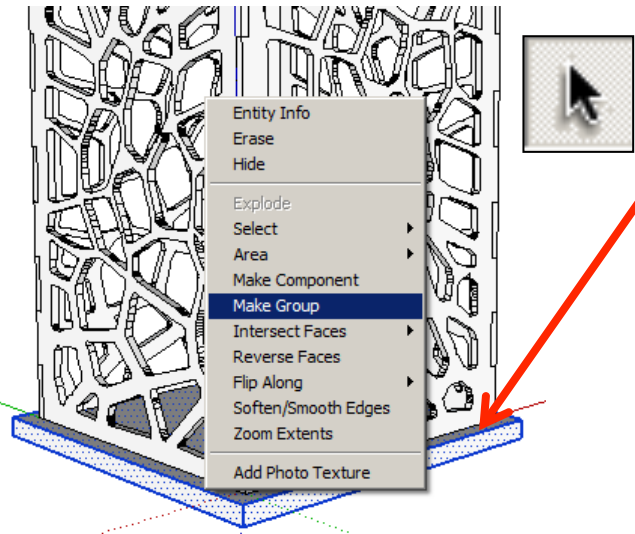 Entity Info
Erase
Hide
Explode
Select
Area
Make Component
Make Group
Intersect Faces
Reverse Faces
Flip Along
Soften/Smooth Edges
Zoom Extents
Add Photo Texture